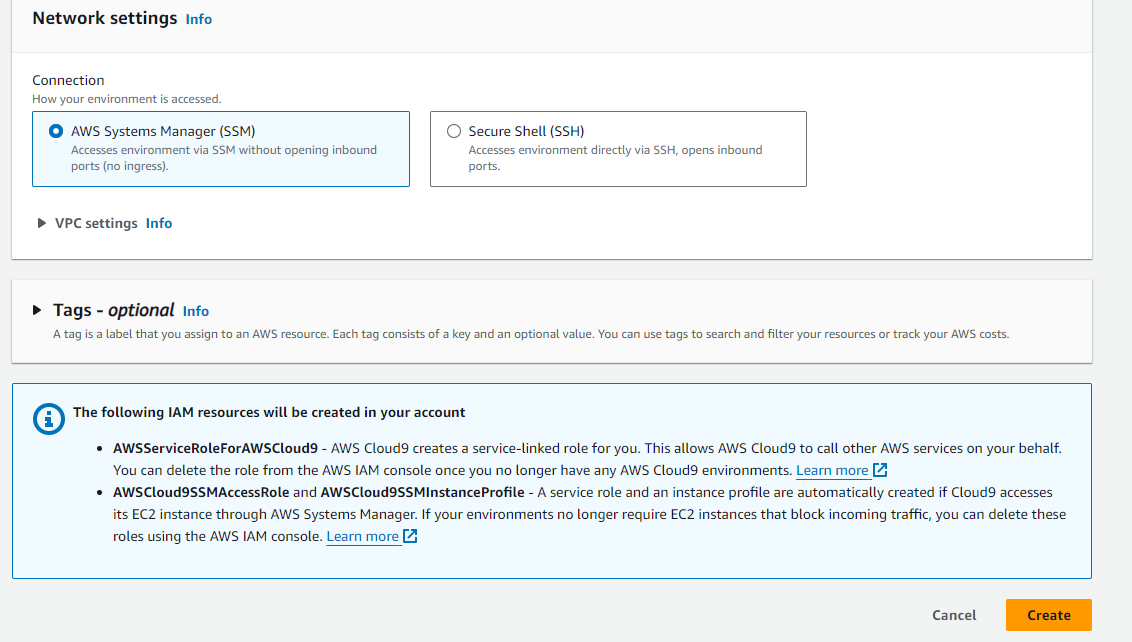 Network settings Info
Connection
How your environment is accessed.
AWS Systems Manager (SSM)
Accesses environment via SSM without opening inbound
ports (no ingress).
Secure Shell (SSH)
Accesses environment directly via SSH, opens inbound
ports.
VPC settings Info
Tags - optional Info
A tag is a label that you assign to an AWS resource. Each tag consists of a key and an optional value. You can use tags to search and filter your resources or track your AWS costs.
The following IAM resources will be created in your account
• AWSServiceRoleForAWSCloud9 - AWS Cloud9 creates a service-linked role for you. This allows AWS Cloud9 to call other AWS services on your behalf.
You can delete the role from the AWS IAM console once you no longer have any AWS Cloud9 environments. Learn more
• AWSCloud9SSMAccessRole and AWSCloud9SSMInstanceProfile - A service role and an instance profile are automatically created if Cloud9 accesses
its EC2 instance through AWS Systems Manager. If your environments no longer require EC2 instances that block incoming traffic, you can delete these
roles using the AWS IAM console. Learn more
Cancel
Create